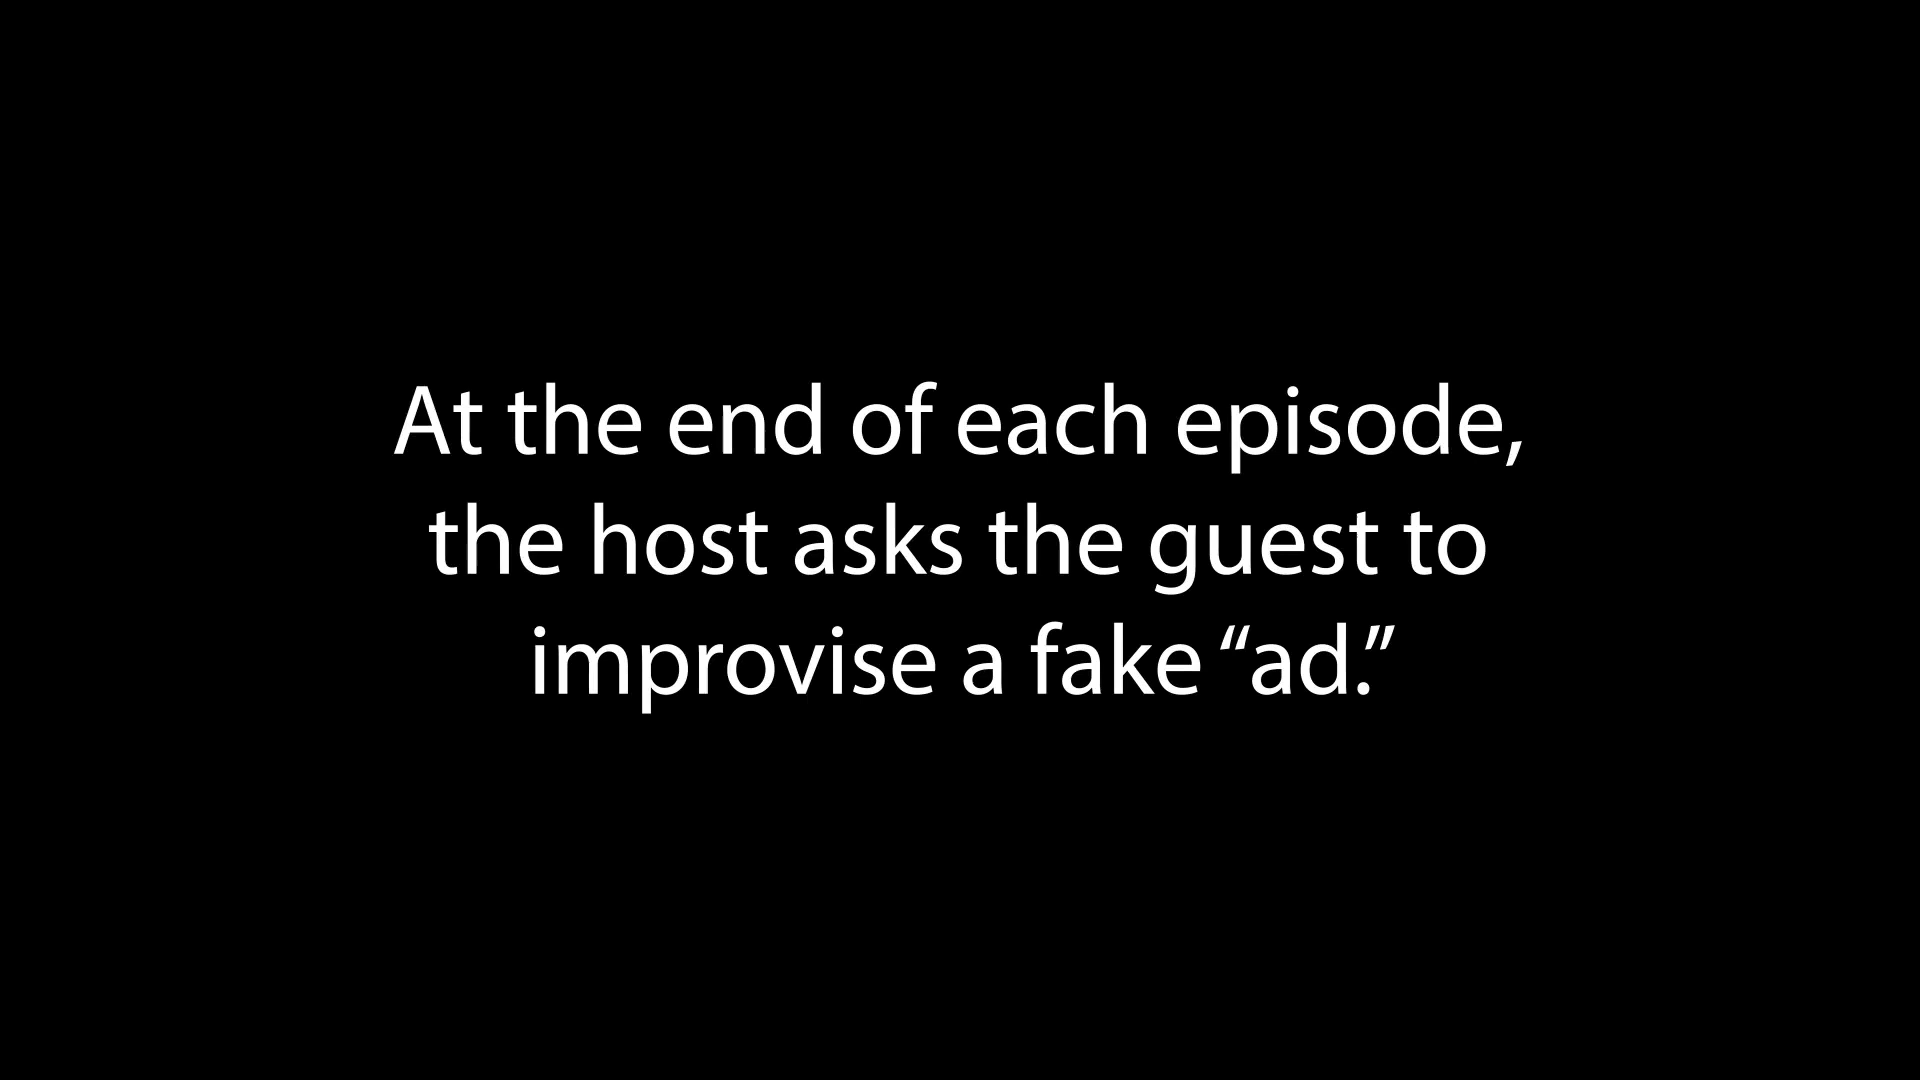 At the end of each episode,
the host asks the guest to
improvise a fake “ad.”